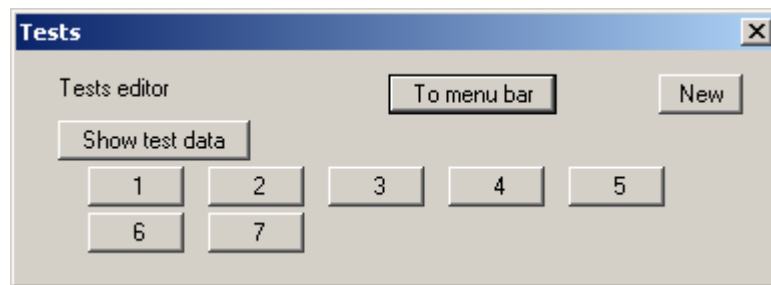 Tests
Tests editor To menu bar New
Show test data
1 2 3 4 5
6 7